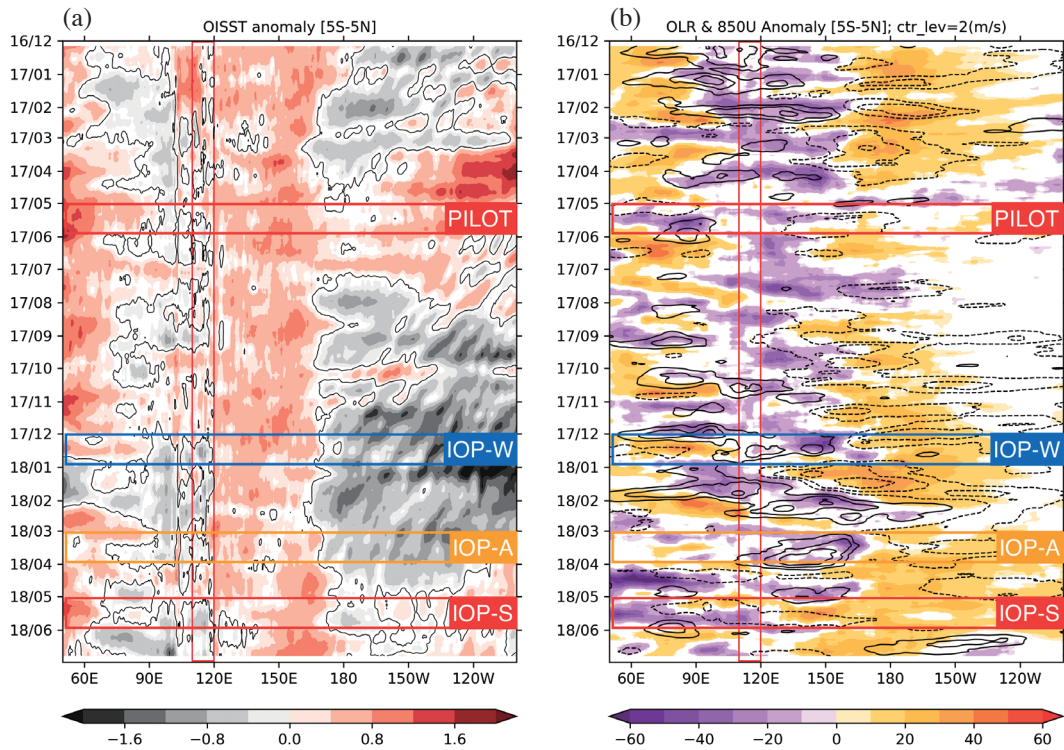 (a)
OISST anomaly [5S-5N]
16/12
17/01
17/02
17/03
17/04
17/05
17/06
17/07
17/08
17/09
17/10
17/11
17/12
18/01
18/02
18/03
18/04
18/05
18/06
PILOT
IOP-W
IOP-A
IOP-S
60E 90E 120E 150E 180 150W 120W
−1.6 −0.8 0.0 0.8 1.6
(b)
OLR & 850U Anomaly [5S-5N]; ctr_lev=2(m/s)
16/12
17/01
17/02
17/03
17/04
17/05
17/06
17/07
17/08
17/09
17/10
17/11
17/12
18/01
18/02
18/03
18/04
18/05
18/06
PILOT
IOP-W
IOP-A
IOP-S
60E 90E 120E 150E 180 150W 120W
−60 −40 −20 0 20 40 60